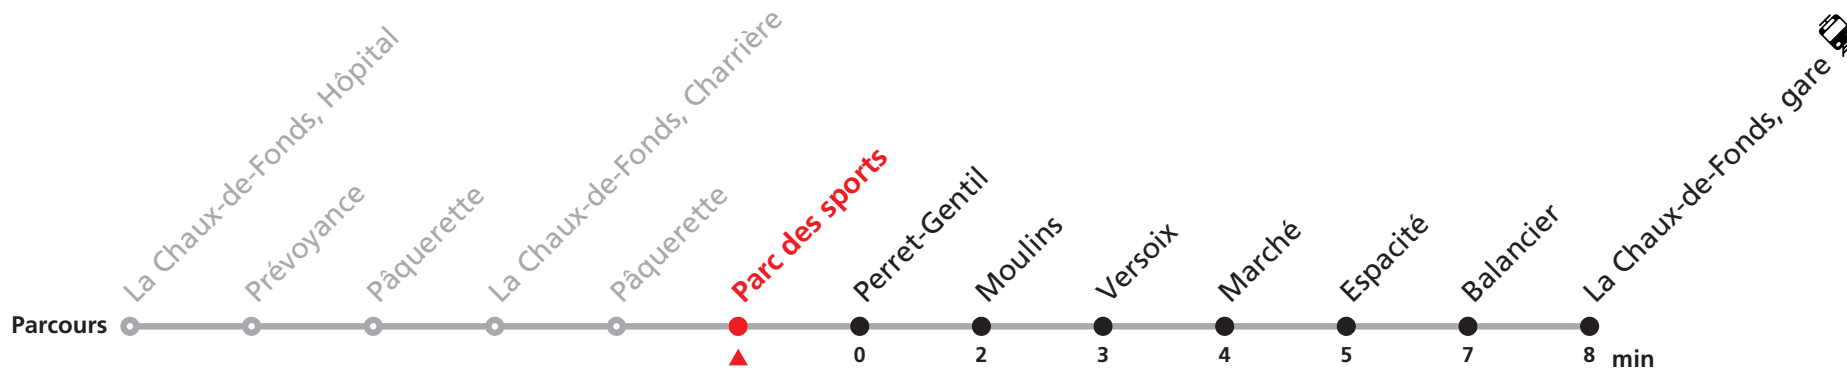 La Chaux-de-Fonds, Hôpital
Prévoyance
Pâquerette
La Chaux-de-Fonds, Charrière
Pâquerette
Parc des sports
Perret-Gentil
Moulins
Versoix
Marché
Espacité
Balancier
La Chaux-de-Fonds, gare
Parcours
0 2 3 4 5 7 8 min